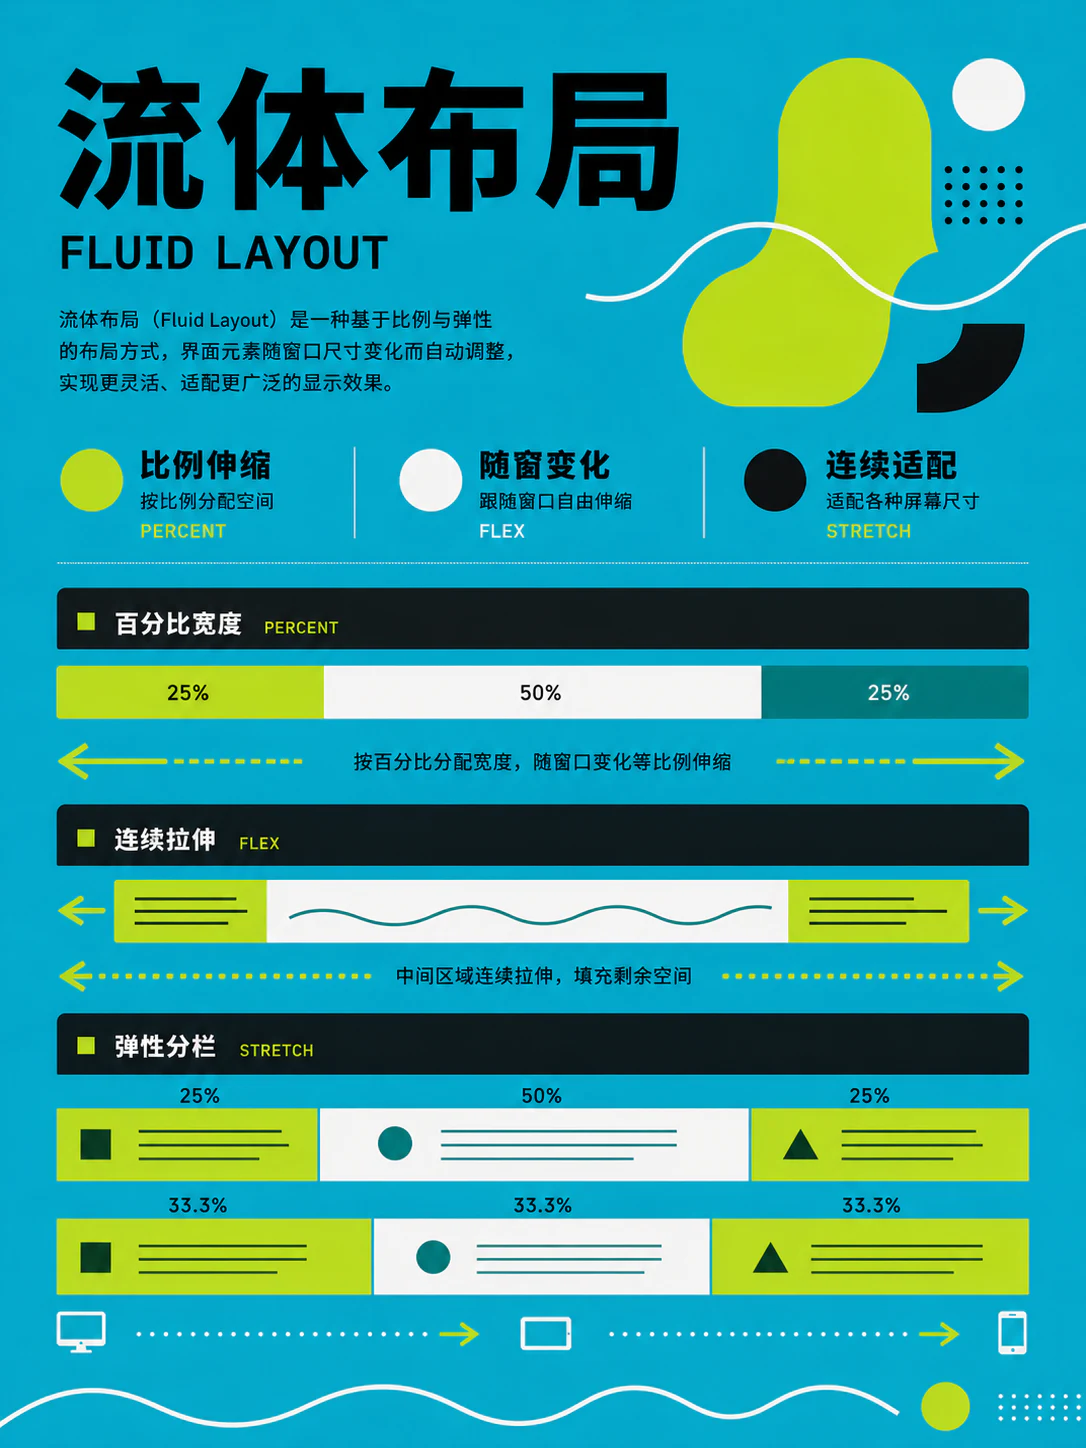 流体布局
FLUID LAYOUT
流体布局（Fluid Layout）是一种基于比例与弹性
的布局方式，界面元素随窗口尺寸变化而自动调整，
实现更灵活、适配更广泛的显示效果。
比例伸缩
按比例分配空间
PERCENT
随窗变化
跟随窗口自由伸缩
FLEX
连续适配
适配各种屏幕尺寸
STRETCH
百分比宽度 PERCENT
25% 50% 25%
按百分比分配宽度，随窗口变化等比例伸缩
连续拉伸 FLEX
中间区域连续拉伸，填充剩余空间
弹性分栏 STRETCH
25% 50% 25%
33.3% 33.3% 33.3%